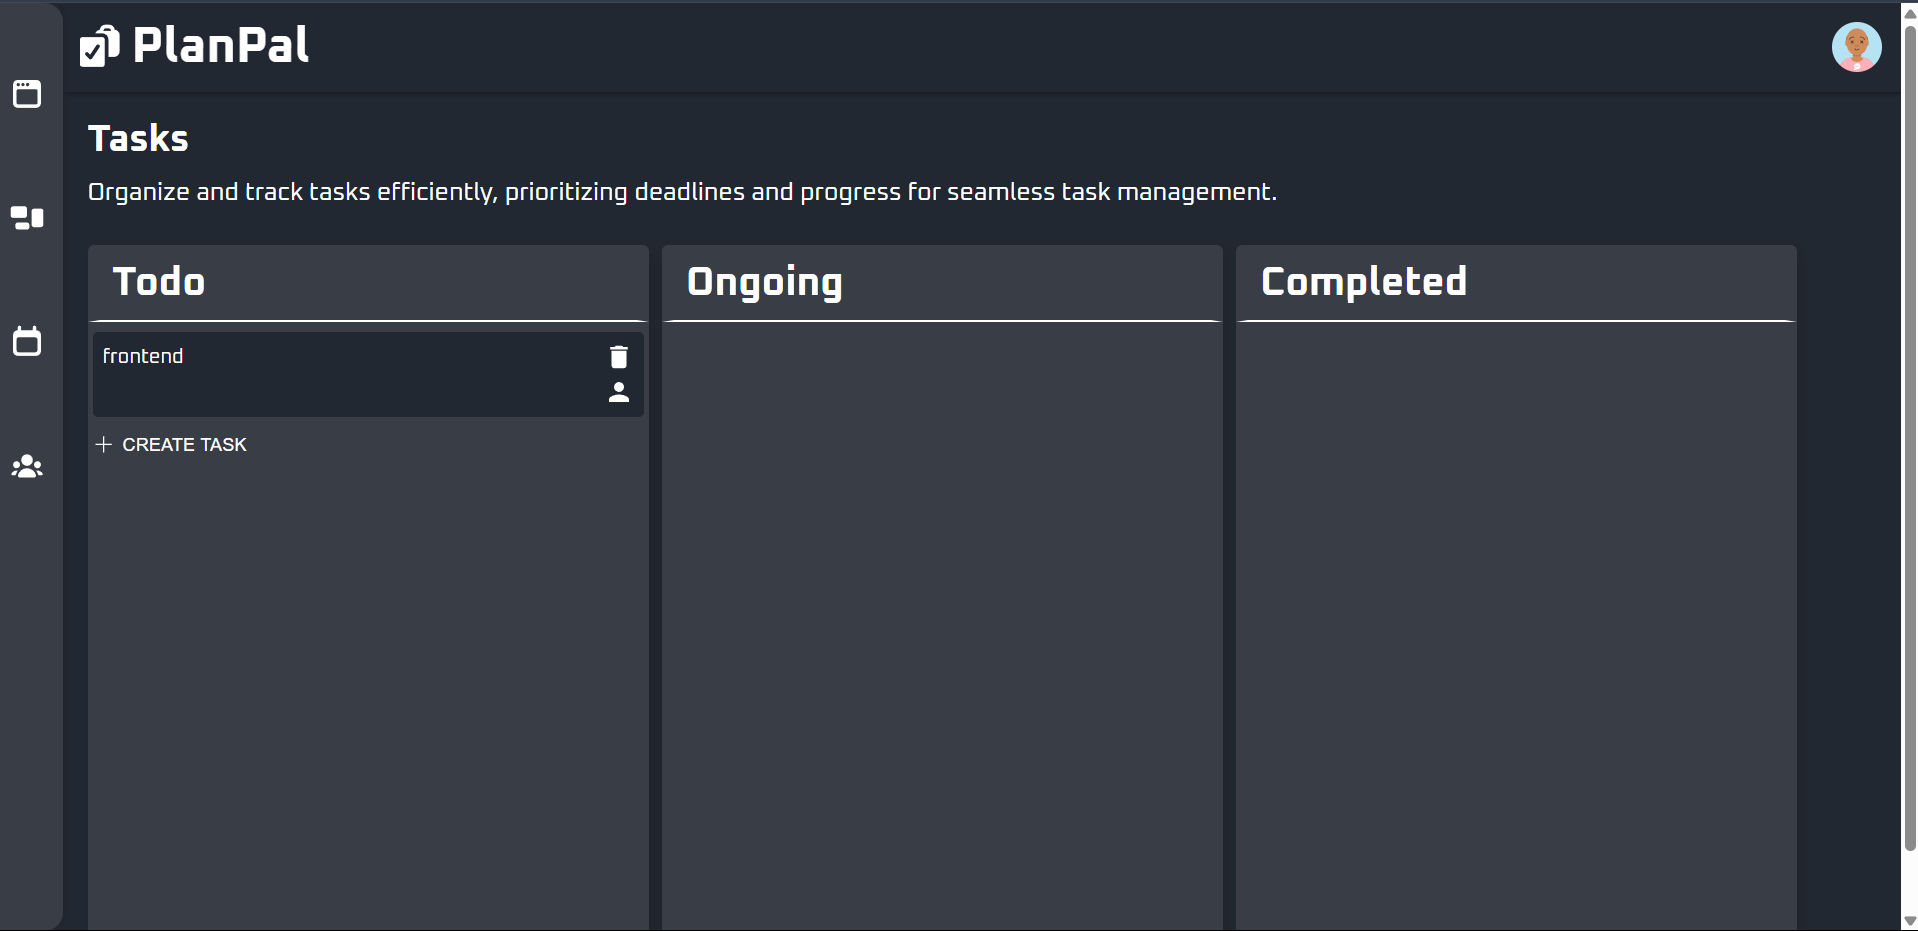 PlanPal
Tasks
Organize and track tasks efficiently, prioritizing deadlines and progress for seamless task management.
Todo
Ongoing
Completed
frontend
CREATE TASK